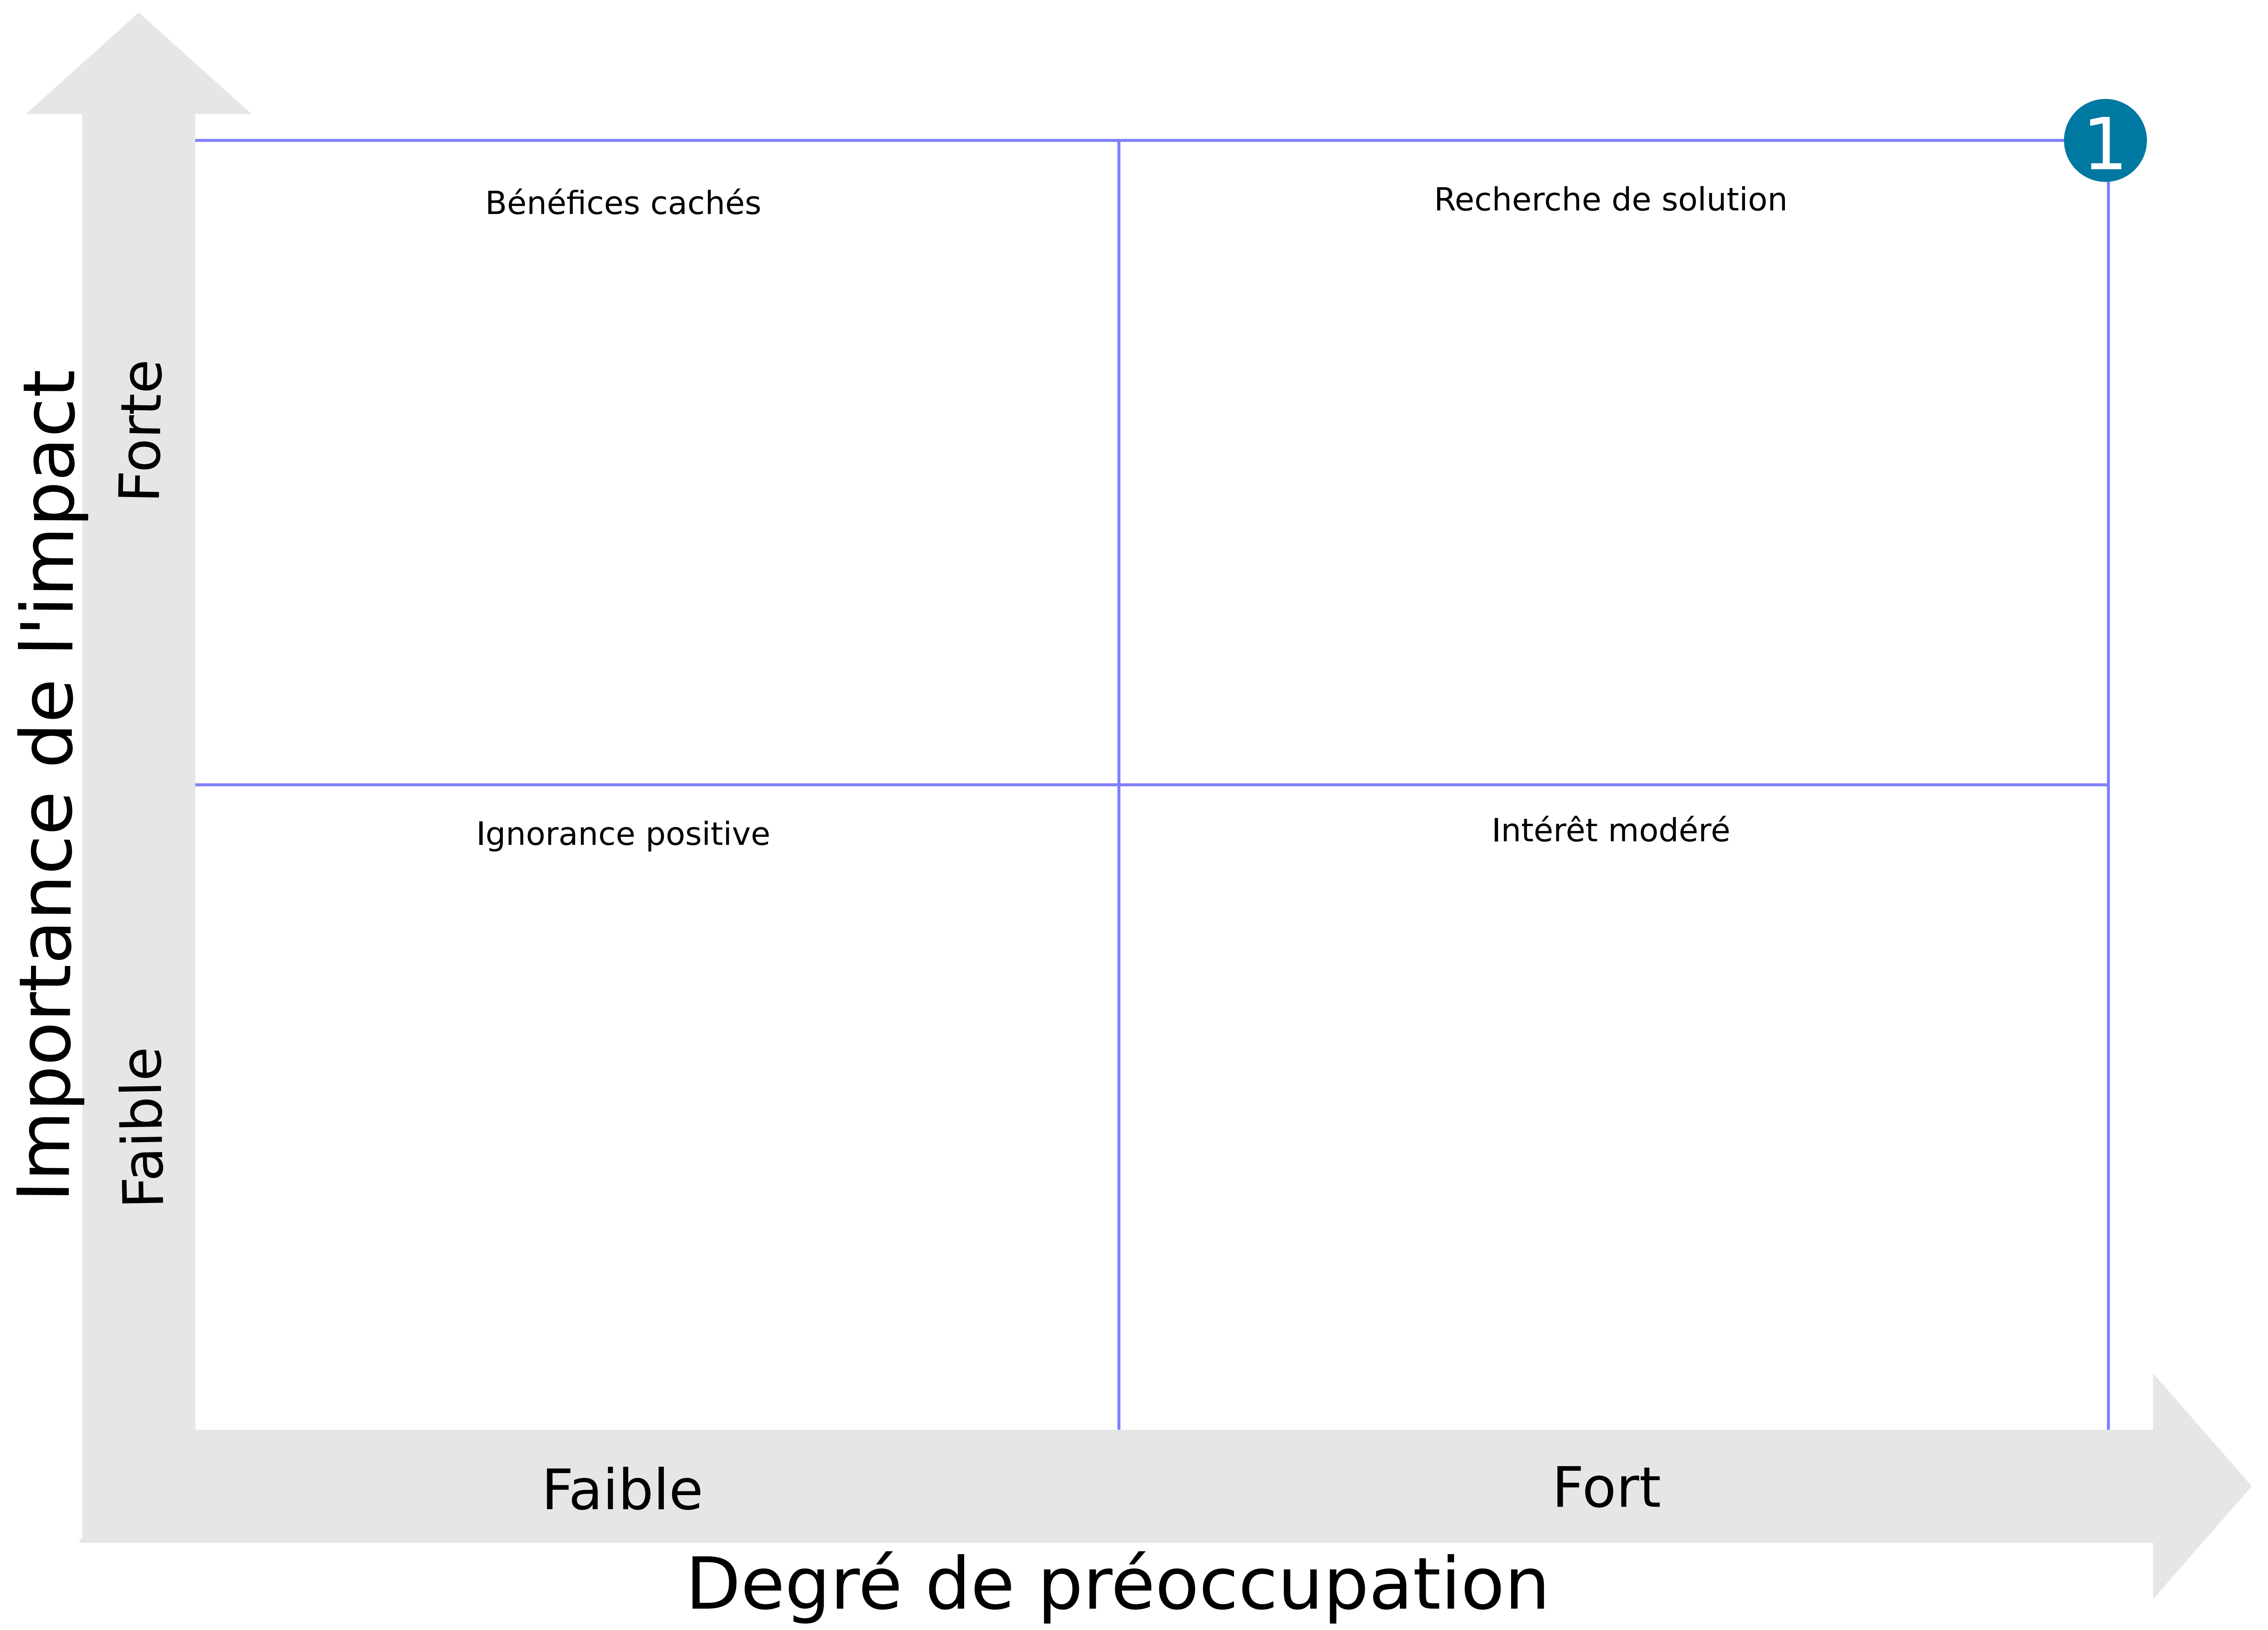 1
Bénéfices cachés
Recherche de solution
Importance de l'impact
Forte
Ignorance positive
Intérêt modéré
Faible
Faible
Fort
Degré de préoccupation